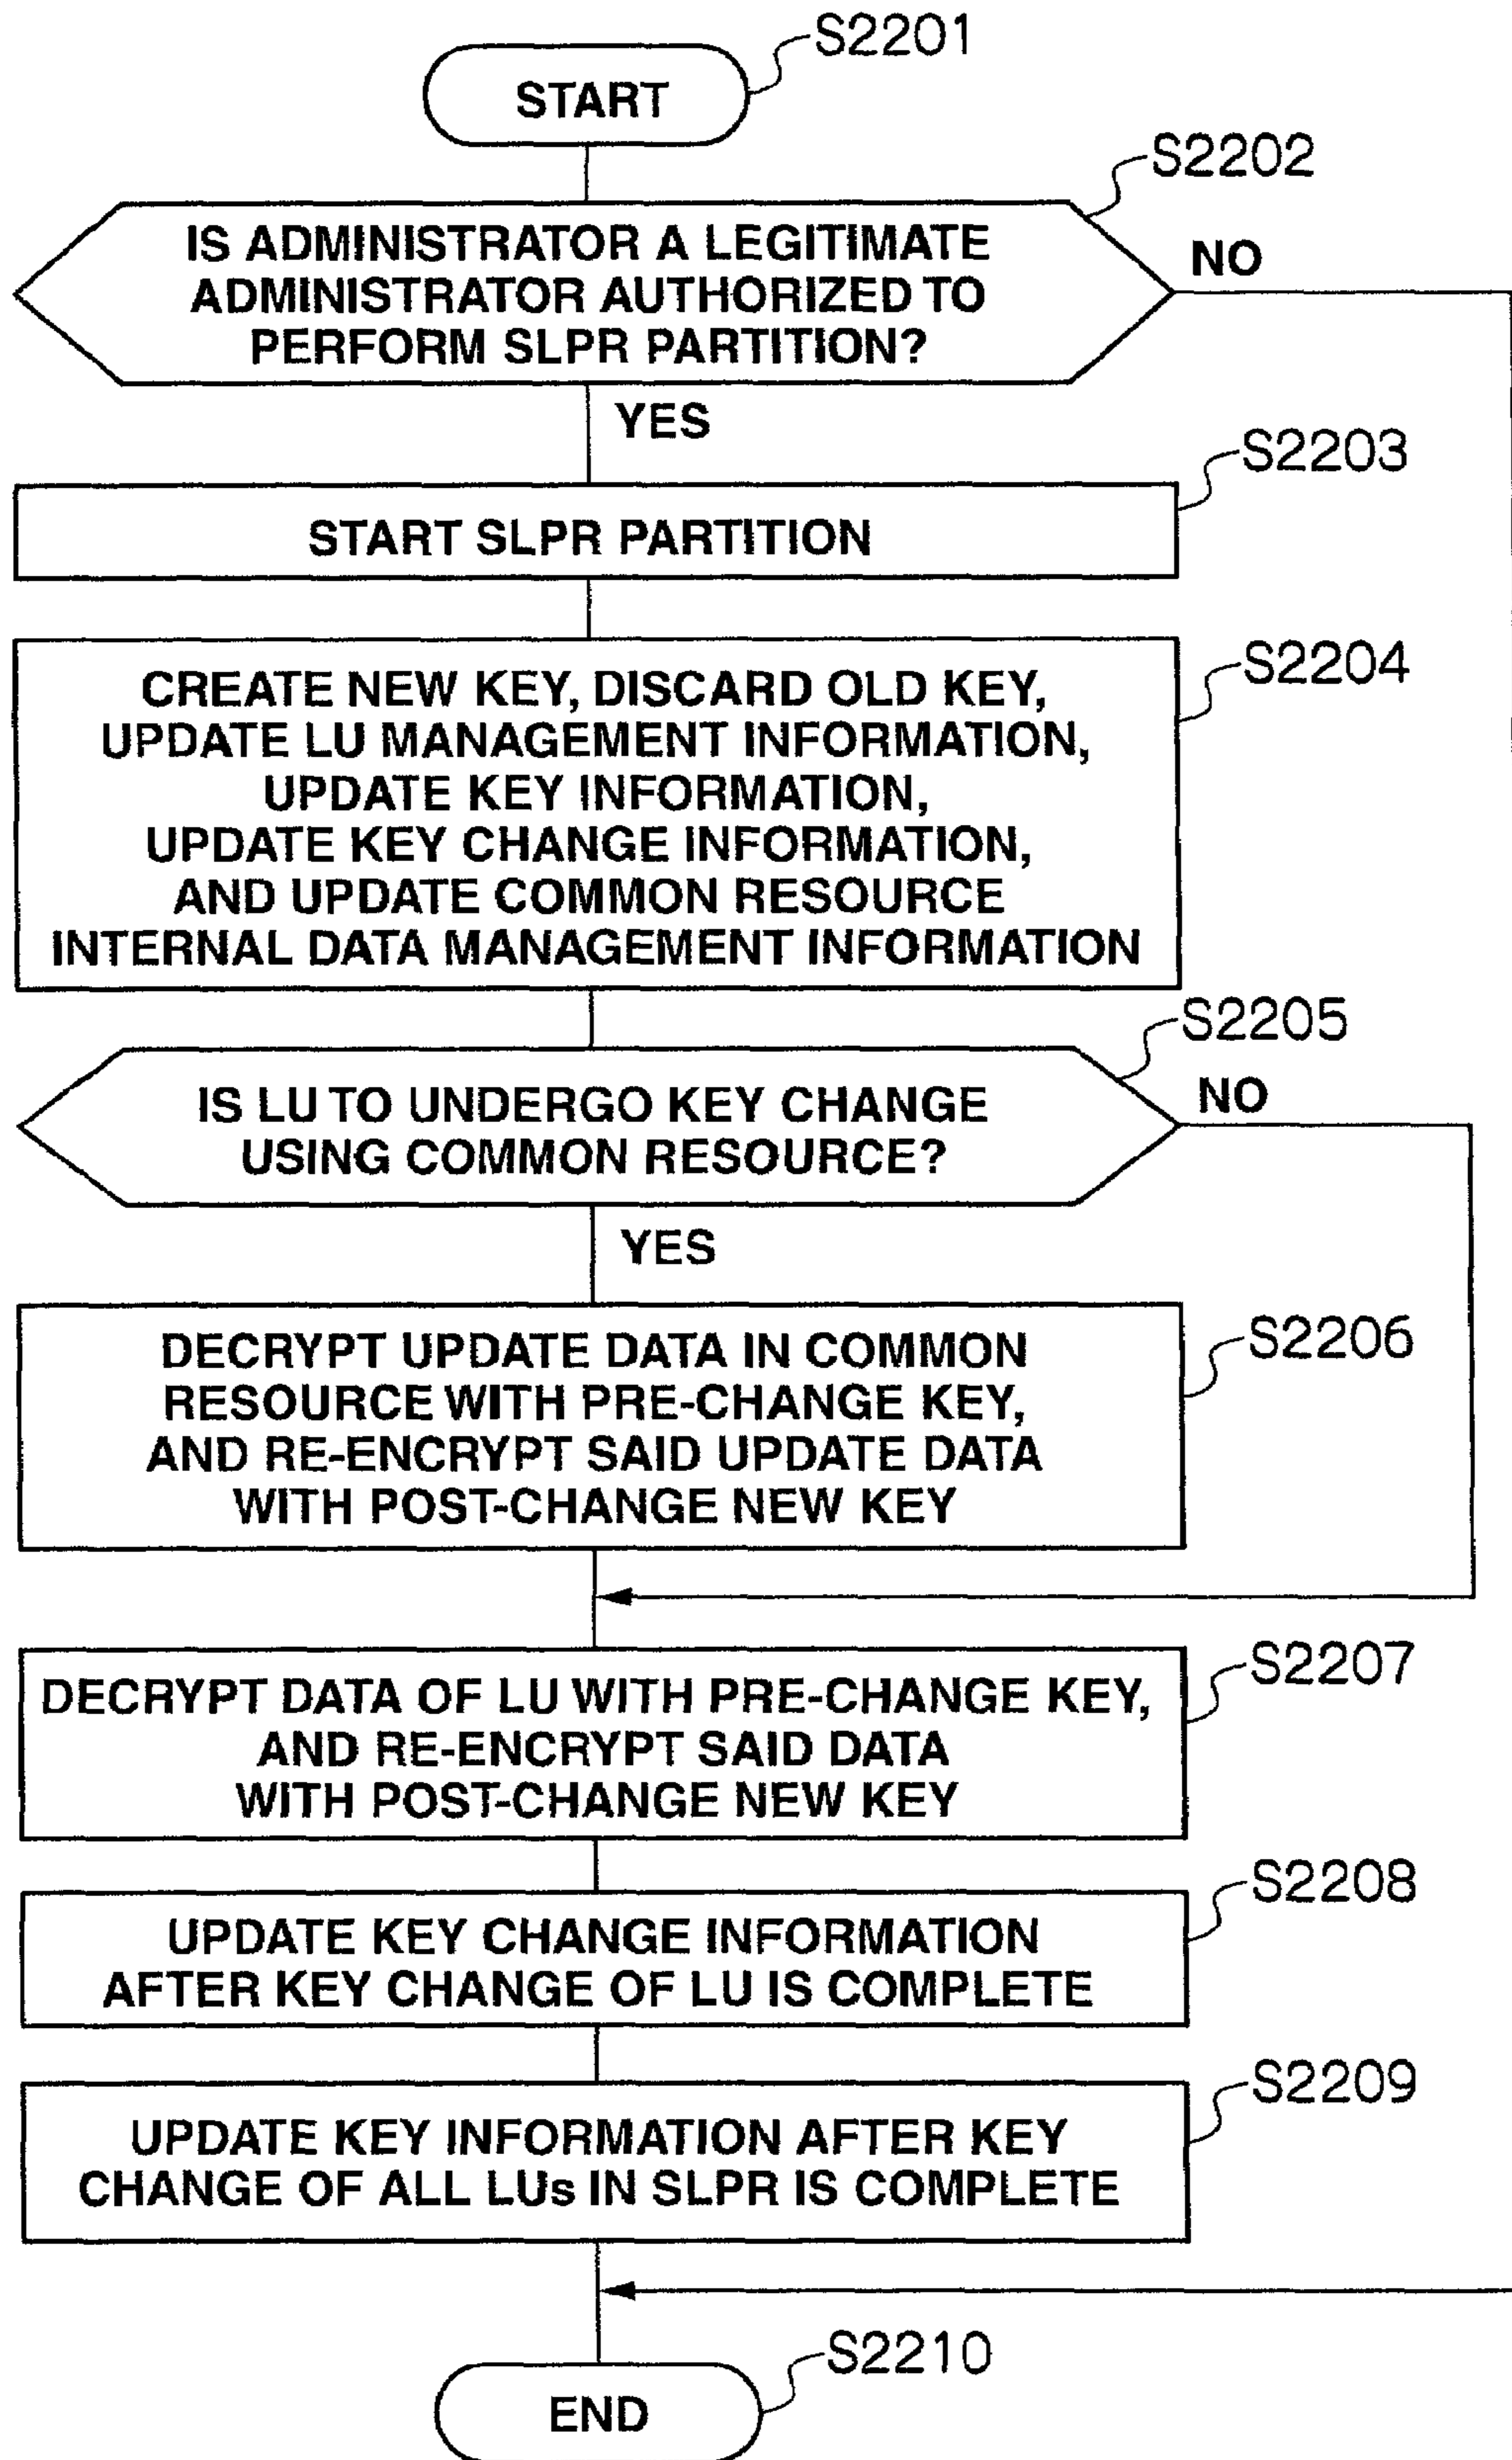 S2201
START
S2202
IS ADMINISTRATOR A LEGITIMATE
ADMINISTRATOR AUTHORIZED TO
PERFORM SLPR PARTITION?
NO
YES
S2203
START SLPR PARTITION
S2204
CREATE NEW KEY, DISCARD OLD KEY,
UPDATE LU MANAGEMENT INFORMATION,
UPDATE KEY INFORMATION,
UPDATE KEY CHANGE INFORMATION,
AND UPDATE COMMON RESOURCE
INTERNAL DATA MANAGEMENT INFORMATION
S2205
IS LU TO UNDERGO KEY CHANGE
USING COMMON RESOURCE?
NO
YES
S2206
DECRYPT UPDATE DATA IN COMMON
RESOURCE WITH PRE-CHANGE KEY,
AND RE-ENCRYPT SAID UPDATE DATA
WITH POST-CHANGE NEW KEY
S2207
DECRYPT DATA OF LU WITH PRE-CHANGE KEY,
AND RE-ENCRYPT SAID DATA
WITH POST-CHANGE NEW KEY
S2208
UPDATE KEY CHANGE INFORMATION
AFTER KEY CHANGE OF LU IS COMPLETE
S2209
UPDATE KEY INFORMATION AFTER KEY
CHANGE OF ALL LUs IN SLPR IS COMPLETE
S2210
END